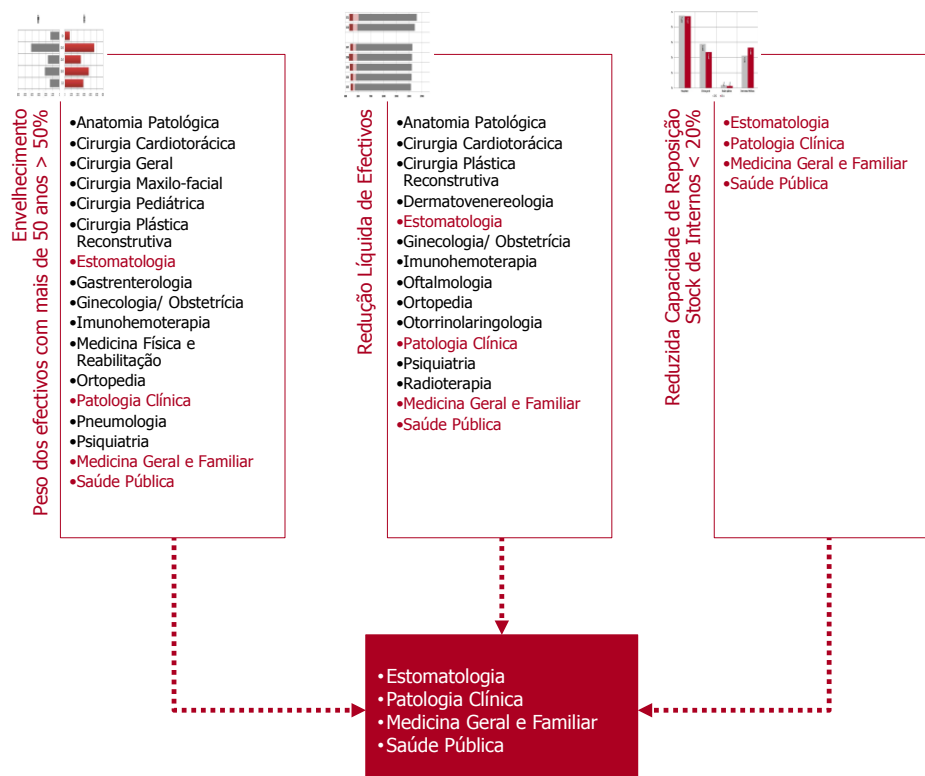 Envelhecimento
Peso dos efectivos com mais de 50 anos > 50%
•Anatomia Patológica
•Cirurgia Cardiotorácica
•Cirurgia Geral
•Cirurgia Maxilo-facial
•Cirurgia Pediátrica
•Cirurgia Plástica
Reconstrutiva
•Estomatologia
•Gastrenterologia
•Ginecologia/ Obstetrícia
•Imunohemoterapia
•Medicina Física e
Reabilitação
•Ortopedia
•Patologia Clínica
•Pneumologia
•Psiquiatria
•Medicina Geral e Familiar
•Saúde Pública
Redução Líquida de Efectivos
•Anatomia Patológica
•Cirurgia Cardiotorácica
•Cirurgia Plástica
Reconstrutiva
•Dermatovenereologia
•Estomatologia
•Ginecologia/ Obstetrícia
•Imunohemoterapia
•Oftalmologia
•Ortopedia
•Otorrinolaringologia
•Patologia Clínica
•Psiquiatria
•Radioterapia
•Medicina Geral e Familiar
•Saúde Pública
Reduzida Capacidade de Reposição
Stock de Internos < 20%
•Estomatologia
•Patologia Clínica
•Medicina Geral e Familiar
•Saúde Pública
•Estomatologia
•Patologia Clínica
•Medicina Geral e Familiar
•Saúde Pública